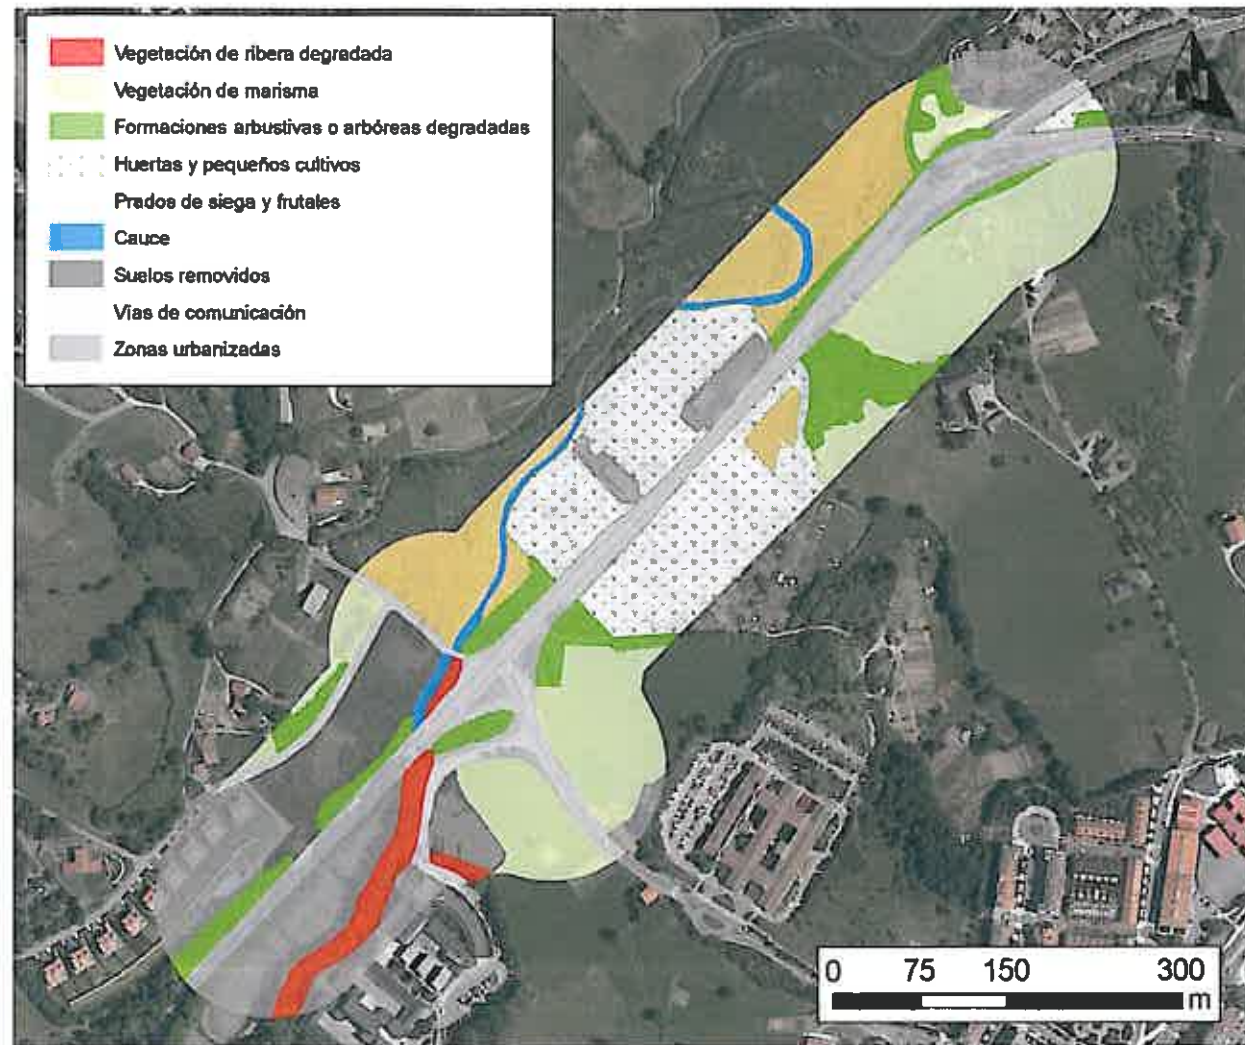 Vegetación de ribera degradada
Vegetación de marisma
Formaciones arbustivas o arbóreas degradadas
Huertas y pequeños cultivos
Prados de siega y frutales
Cauce
Suelos removidos
Vías de comunicación
Zonas urbanizadas
0 75 150 300
m